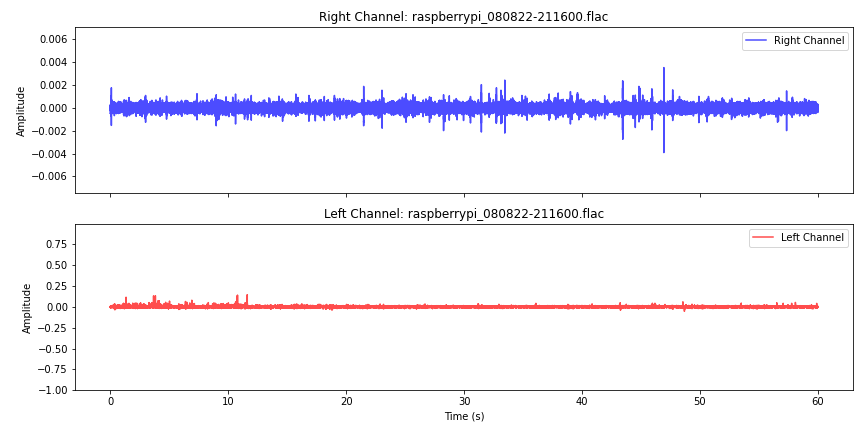 Right Channel: raspberrypi_080822-211600.flac
Right Channel
Amplitude
0.006
0.004
0.002
0.000
−0.002
−0.004
−0.006
Left Channel: raspberrypi_080822-211600.flac
Left Channel
Amplitude
0.75
0.50
0.25
0.00
−0.25
−0.50
−0.75
−1.00
0 10 20 30 40 50 60
Time (s)